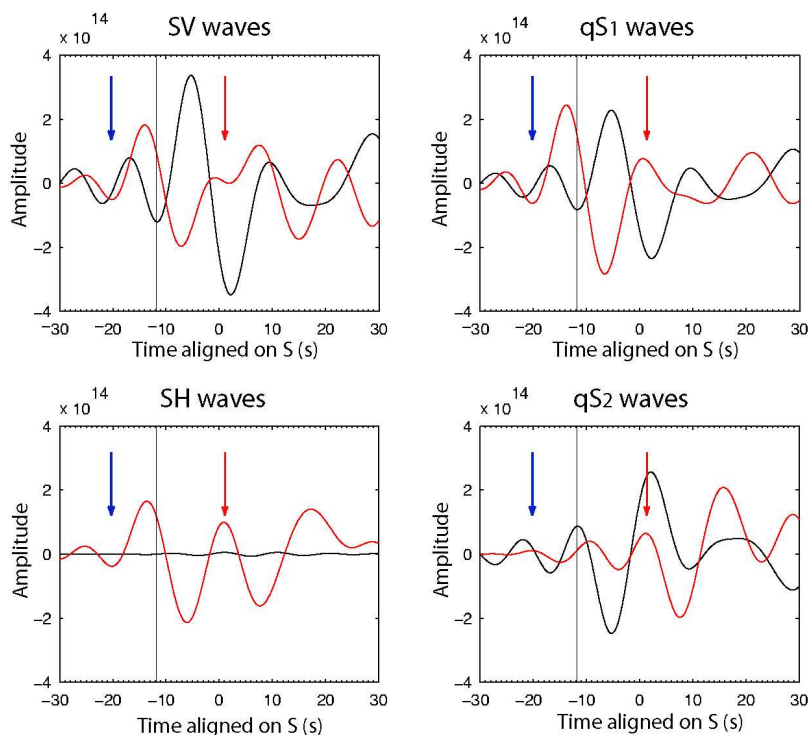 SV waves
x 10^14
4
2
0
-2
-4
Amplitude
-30 -20 -10 0 10 20 30
Time aligned on S (s)
qS1 waves
x 10^14
4
2
0
-2
-4
Amplitude
-30 -20 -10 0 10 20 30
Time aligned on S (s)
SH waves
x 10^14
4
2
0
-2
-4
Amplitude
-30 -20 -10 0 10 20 30
Time aligned on S (s)
qS2 waves
x 10^14
4
2
0
-2
-4
Amplitude
-30 -20 -10 0 10 20 30
Time aligned on S (s)